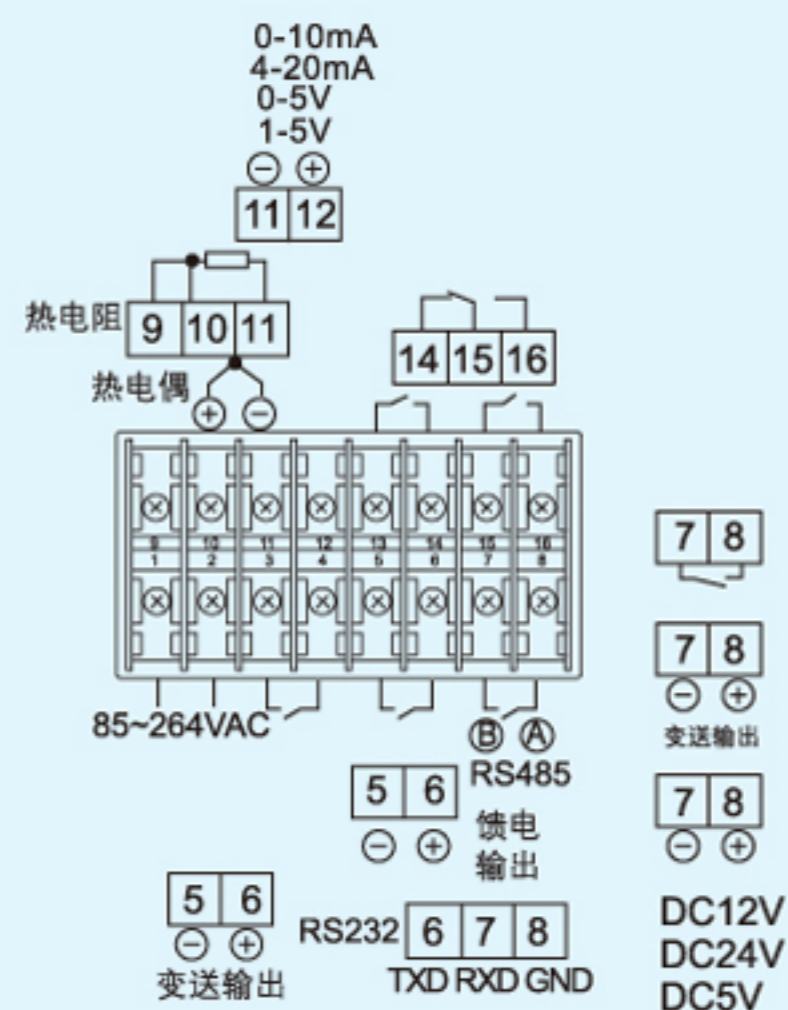 0-10mA
4-20mA
0-5V
1-5V
− +
11 12
热电阻 9 10 11
热电偶
+ −
14 15 16
9 10 11 12 13 14 15 16
1 2 3 4 5 6 7 8
85~264VAC
B A
RS485
7 8
7 8
− +
变送输出
7 8
− +
DC12V
DC24V
DC5V
5 6
− +
馈电
输出
5 6
− +
变送输出
RS232 6 7 8
TXD RXD GND